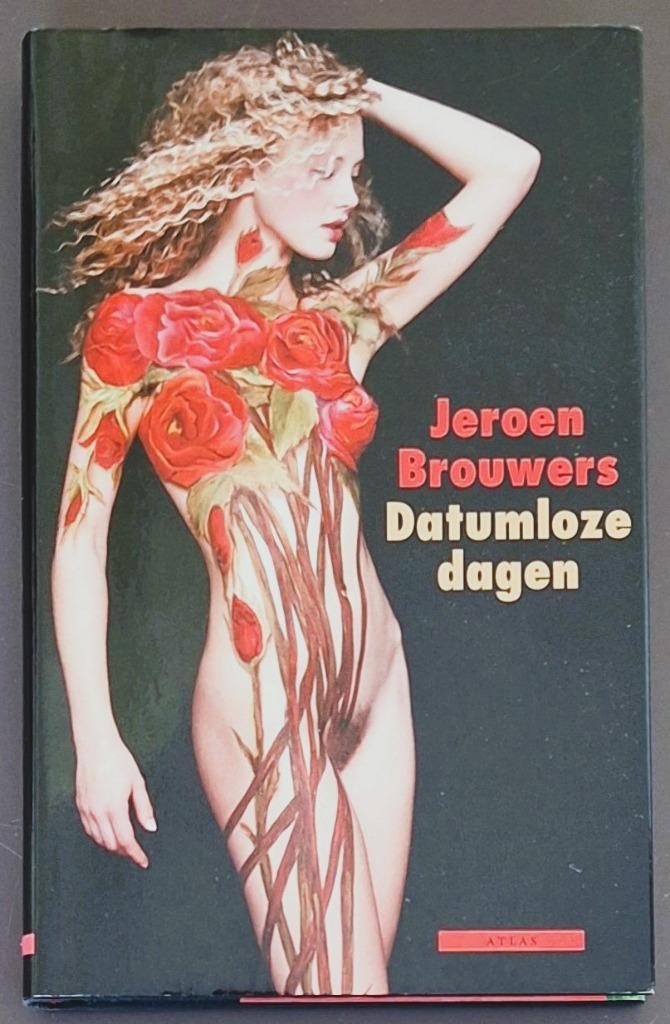 Jeroen
Brouwers
Datumloze
dagen
ATLAS